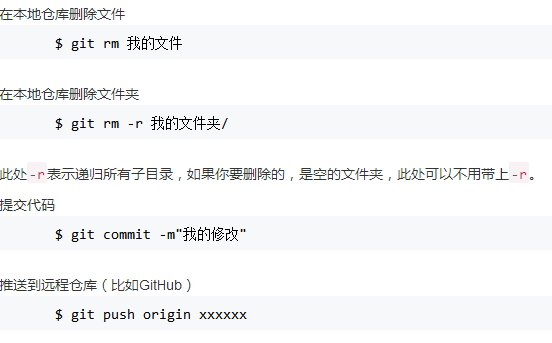 在本地仓库删除文件
$ git rm 我的文件
在本地仓库删除文件夹
$ git rm -r 我的文件夹/
此处-r表示递归所有子目录，如果你要删除的，是空的文件夹，此处可以不用带上-r。
提交代码
$ git commit -m"我的修改"
推送到远程仓库（比如GitHub）
$ git push origin xxxxxx